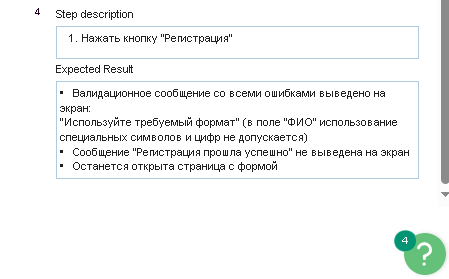 4 Step description
1. Нажать кнопку "Регистрация"
Expected Result
• Валидационное сообщение со всеми ошибками выведено на
экран:
"Используйте требуемый формат" (в поле "ФИО" использование
специальных символов и цифр не допускается)
• Сообщение "Регистрация прошла успешно" не выведена на экран
• Останется открыта страница с формой
4
?